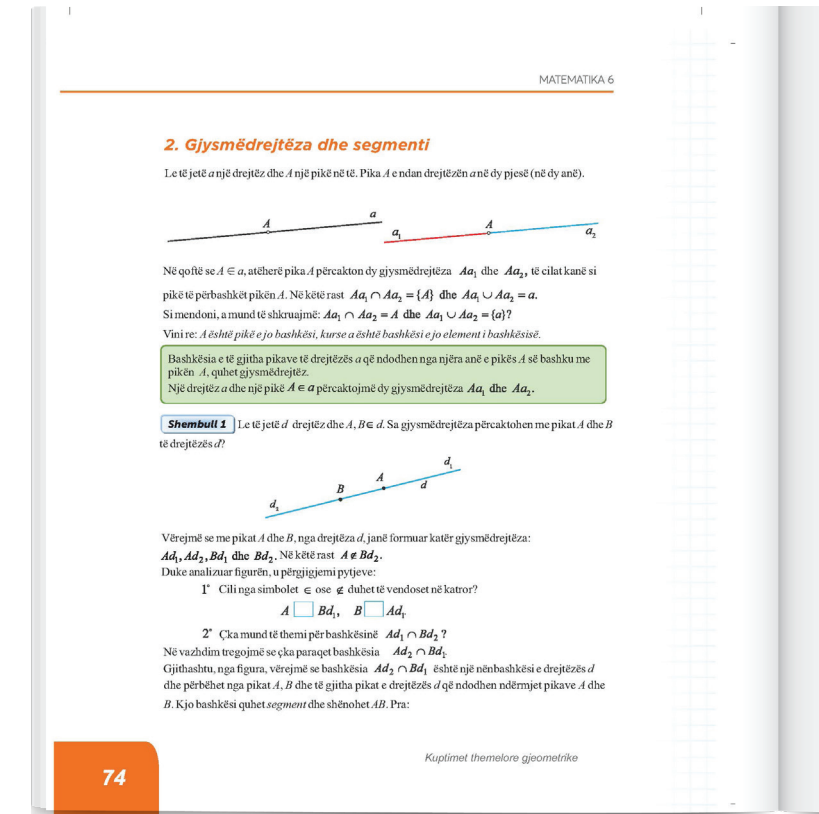 MATEMATIKA 6
2. Gjysmëdrejtëza dhe segmenti
Le të jetë a një drejtëz dhe A një pikë në të. Pika A e ndan drejtëzën a në dy pjesë (në dy anë).
A a
a₁ A a₂
Në qoftë se A ∈ a, atëherë pika A përcakton dy gjysmëdrejtëza Aa₁ dhe Aa₂, të cilat kanë si
pikë të përbashkët pikën A. Në këtë rast Aa₁ ∩ Aa₂ = {A} dhe Aa₁ ∪ Aa₂ = a.
Si mendoni, a mund të shkruajmë: Aa₁ ∩ Aa₂ = A dhe Aa₁ ∪ Aa₂ = {a}?
Vini re: A është pikë e jo bashkësi, kurse a është bashkësi e jo element i bashkësisë.
Bashkësia e të gjitha pikave të drejtëzës a që ndodhen nga njëra anë e pikës A së bashku me
pikën A, quhet gjysmëdrejtëz.
Një drejtëz a dhe një pikë A ∈ a përcaktojmë dy gjysmëdrejtëza Aa₁ dhe Aa₂.
Shembull 1 Le të jetë d drejtëz dhe A, B ∈ d. Sa gjysmëdrejtëza përcaktohen me pikat A dhe B
të drejtëzës d?
d₂ B A d d₁
Vërejmë se me pikat A dhe B, nga drejtëza d, janë formuar katër gjysmëdrejtëza:
Ad₁, Ad₂, Bd₁ dhe Bd₂. Në këtë rast A ∉ Bd₂.
Duke analizuar figurën, u përgjigjemi pytjeve:
1° Cili nga simbolet ∈ ose ∉ duhet të vendoset në katror?
A □ Bd₁, B □ Ad₁.
2° Çka mund të themi për bashkësinë Ad₁ ∩ Bd₂ ?
Në vazhdim tregojmë se çka paraqet bashkësia Ad₂ ∩ Bd₁.
Gjithashtu, nga figura, vërejmë se bashkësia Ad₂ ∩ Bd₁ është një nënbashkësi e drejtëzës d
dhe përbëhet nga pikat A, B dhe të gjitha pikat e drejtëzës d që ndodhen ndërmjet pikave A dhe
B. Kjo bashkësi quhet segment dhe shënohet AB. Pra:
Kuptimet themelore gjeometrike
74